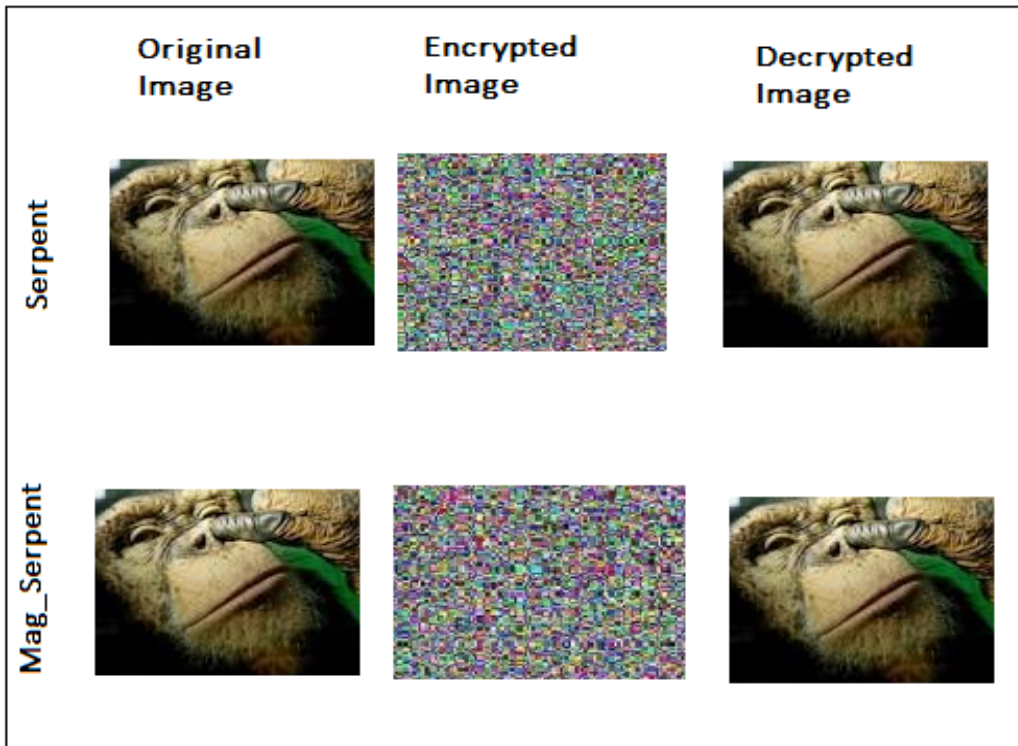 Original
Image
Encrypted
Image
Decrypted
Image
Serpent
Mag_Serpent